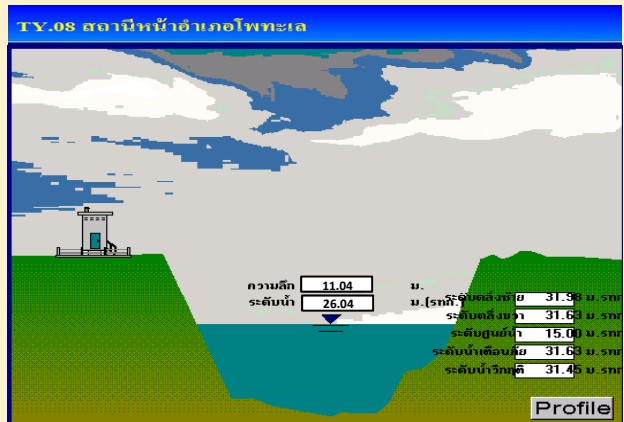 TY.08 สถานีหน้าอำเภอโพทะเล
ความลึก 11.04 ม.
ระดับน้ำ 26.04 ม.(รทก.)
ระดับตลิ่งซ้าย 31.98 ม.รทก
ระดับตลิ่งขวา 31.63 ม.รทก
ระดับศูนย์น้ำ 15.00 ม.รทก
ระดับน้ำเตือนภัย 31.63 ม.รทก
ระดับน้ำวิกฤติ 31.45 ม.รทก
Profile